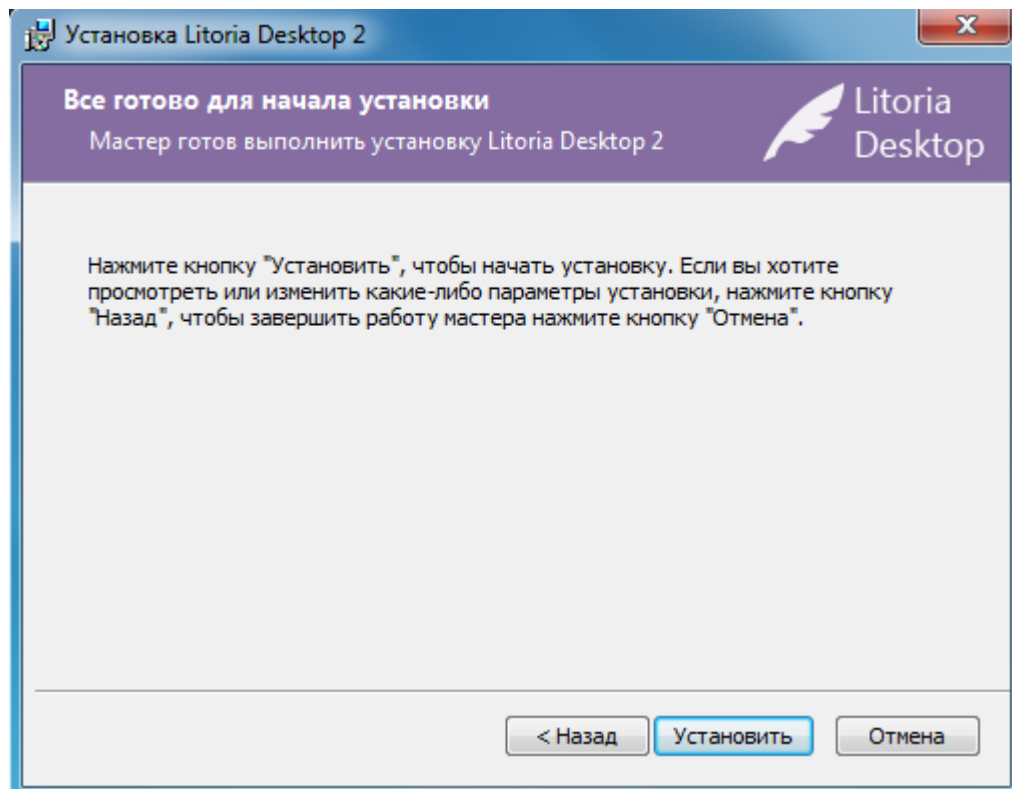 Установка Litoria Desktop 2
Все готово для начала установки
Мастер готов выполнить установку Litoria Desktop 2
Litoria
Desktop
Нажмите кнопку "Установить", чтобы начать установку. Если вы хотите
просмотреть или изменить какие-либо параметры установки, нажмите кнопку
"Назад", чтобы завершить работу мастера нажмите кнопку "Отмена".
< Назад
Установить
Отмена